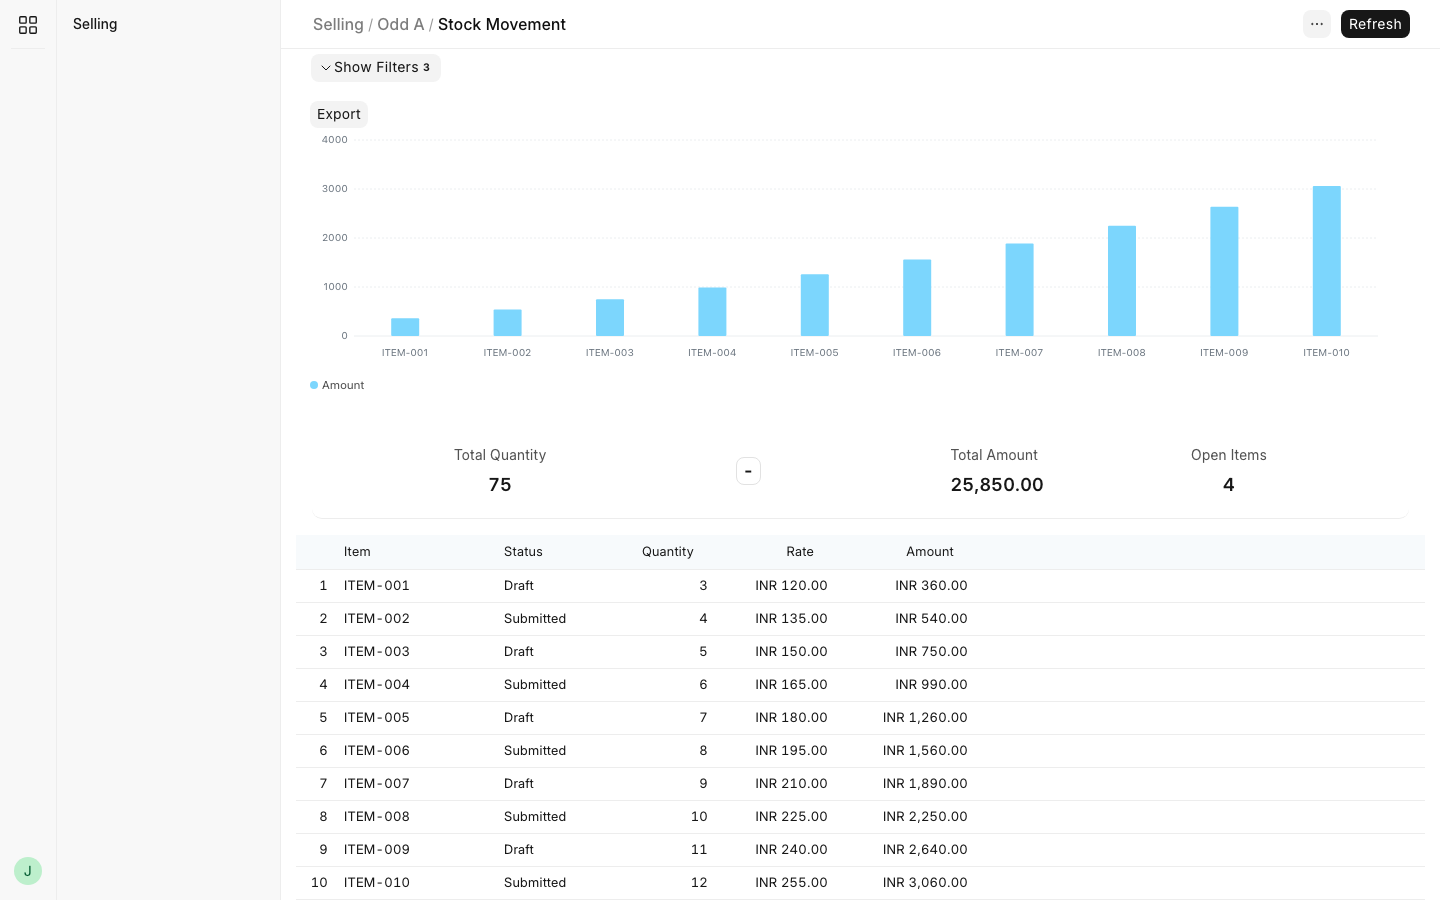 Selling
Selling / Odd A / Stock Movement
··· Refresh
Show Filters 3
Export
4000
3000
2000
1000
0
ITEM-001 ITEM-002 ITEM-003 ITEM-004 ITEM-005 ITEM-006 ITEM-007 ITEM-008 ITEM-009 ITEM-010
Amount
Total Quantity Total Amount Open Items
75 - 25,850.00 4
Item Status Quantity Rate Amount
1 ITEM-001 Draft 3 INR 120.00 INR 360.00
2 ITEM-002 Submitted 4 INR 135.00 INR 540.00
3 ITEM-003 Draft 5 INR 150.00 INR 750.00
4 ITEM-004 Submitted 6 INR 165.00 INR 990.00
5 ITEM-005 Draft 7 INR 180.00 INR 1,260.00
6 ITEM-006 Submitted 8 INR 195.00 INR 1,560.00
7 ITEM-007 Draft 9 INR 210.00 INR 1,890.00
8 ITEM-008 Submitted 10 INR 225.00 INR 2,250.00
9 ITEM-009 Draft 11 INR 240.00 INR 2,640.00
10 ITEM-010 Submitted 12 INR 255.00 INR 3,060.00
J